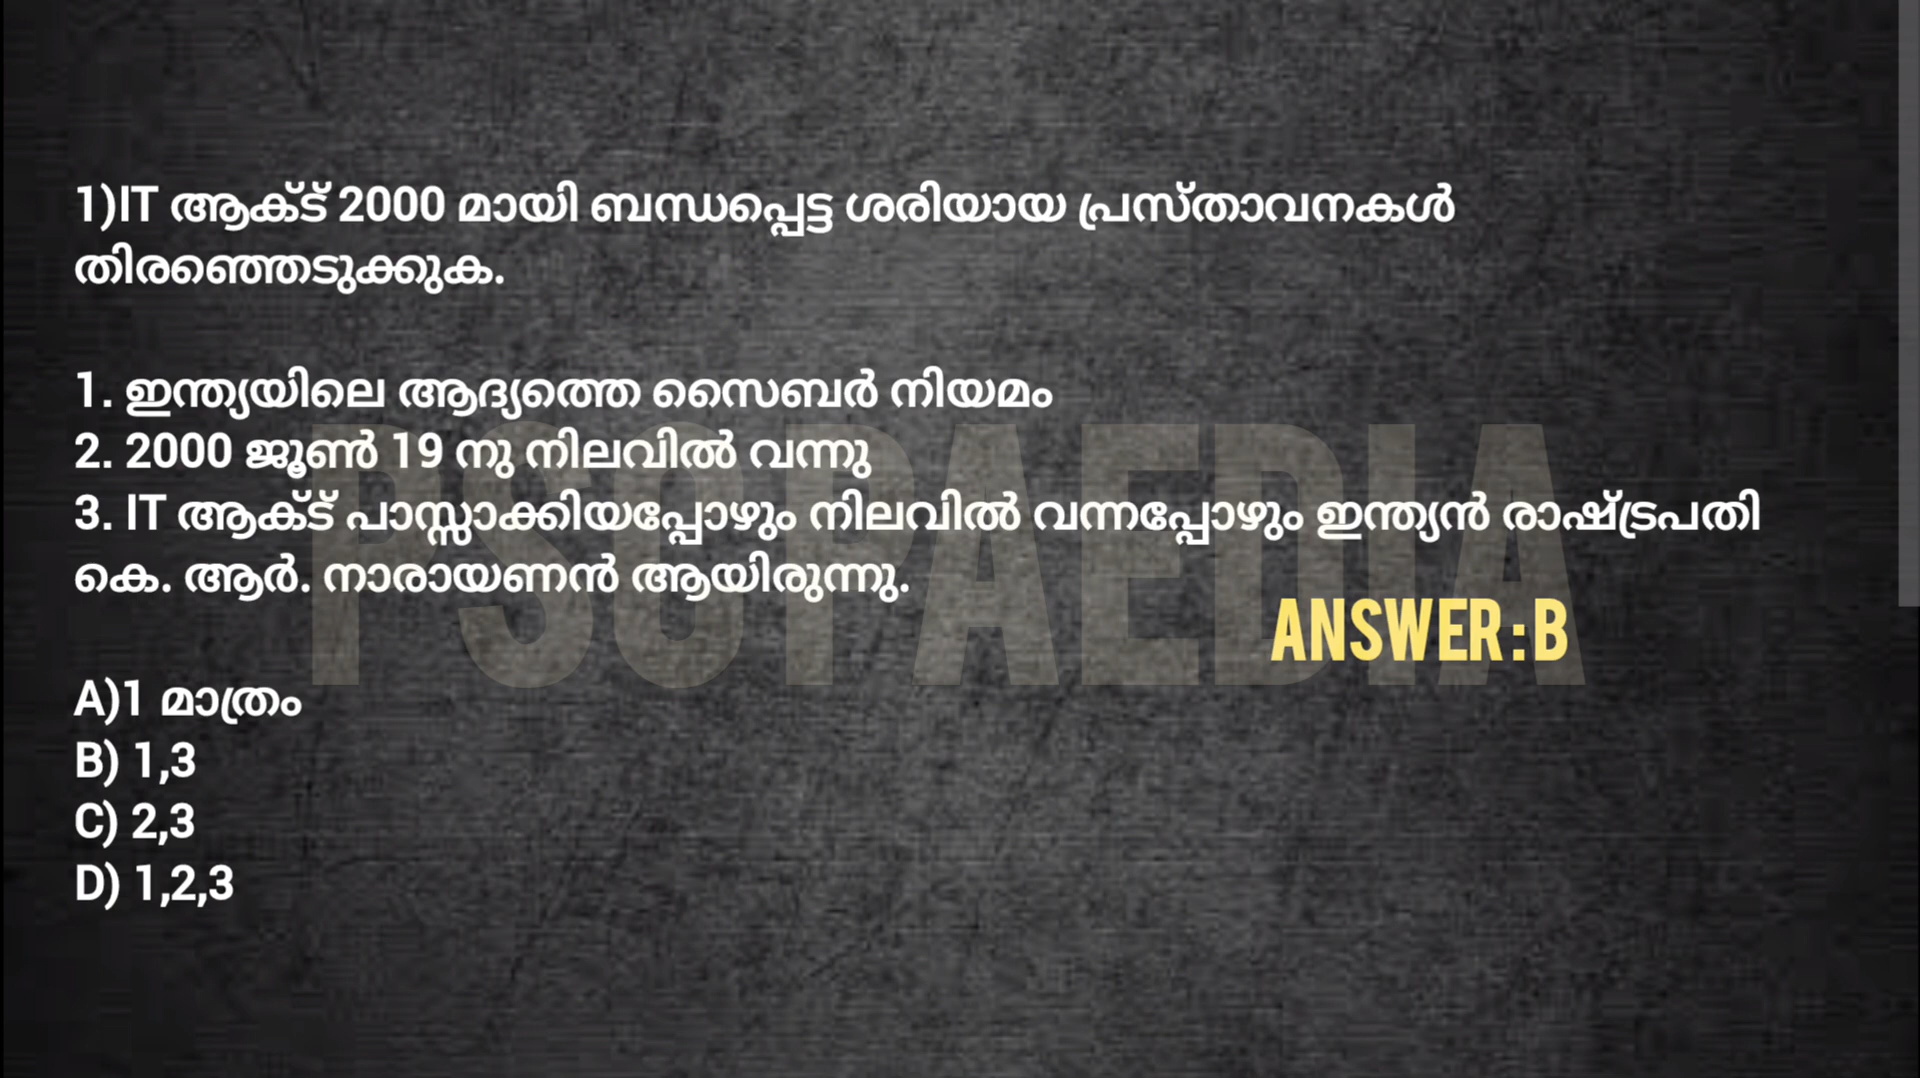 1)IT ആക്ട് 2000 മായി ബന്ധപ്പെട്ട ശരിയായ പ്രസ്താവനകൾ
തിരഞ്ഞെടുക്കുക.
1. ഇന്ത്യയിലെ ആദ്യത്തെ സൈബർ നിയമം
2. 2000 ജൂൺ 19 നു നിലവിൽ വന്നു
3. IT ആക്ട് പാസ്സാക്കിയപ്പോഴും നിലവിൽ വന്നപ്പോഴും ഇന്ത്യൻ രാഷ്ട്രപതി
കെ. ആർ. നാരായണൻ ആയിരുന്നു.
PSCPAEDIA
ANSWER:B
A)1 മാത്രം
B) 1,3
C) 2,3
D) 1,2,3